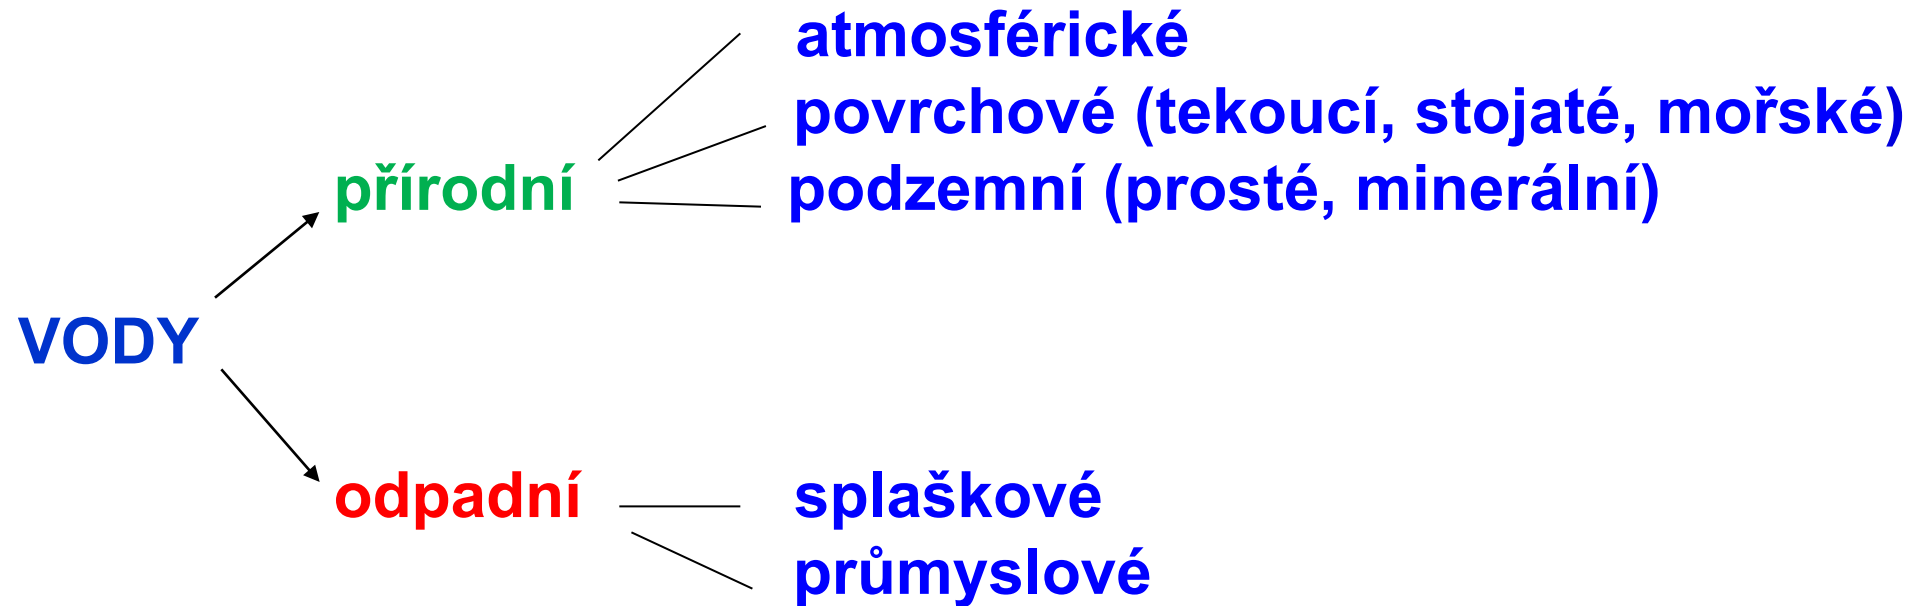 atmosférické
povrchové (tekoucí, stojaté, mořské)
přírodní podzemní (prosté, minerální)
VODY
odpadní splaškové
průmyslové